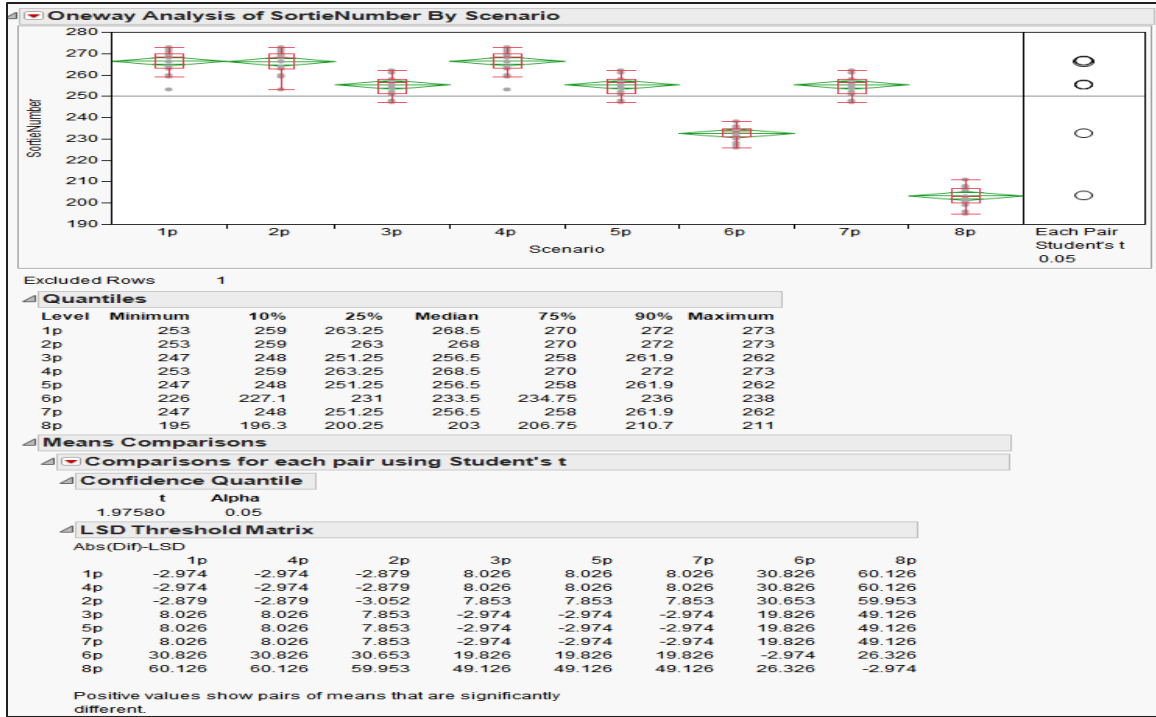 Oneway Analysis of SortieNumber By Scenario
280
270
260
250
240
230
220
210
200
190
SortieNumber
1p 2p 3p 4p 5p 6p 7p 8p
Scenario
Each Pair
Student's t
0.05
Excluded Rows 1
Quantiles
Level Minimum 10% 25% Median 75% 90% Maximum
1p 253 259 263.25 268.5 270 272 273
2p 253 259 263 268 270 272 273
3p 247 248 251.25 256.5 258 261.9 262
4p 253 259 263.25 268.5 270 272 273
5p 247 248 251.25 256.5 258 261.9 262
6p 226 227.1 231 233.5 234.75 236 238
7p 247 248 251.25 256.5 258 261.9 262
8p 195 196.3 200.25 203 206.75 210.7 211
Means Comparisons
Comparisons for each pair using Student's t
Confidence Quantile
t Alpha
1.97580 0.05
LSD Threshold Matrix
Abs(Dif)-LSD
1p 4p 2p 3p 5p 7p 6p 8p
1p -2.974 -2.974 -2.879 8.026 8.026 8.026 30.826 60.126
4p -2.974 -2.974 -2.879 8.026 8.026 8.026 30.826 60.126
2p -2.879 -2.879 -3.052 7.853 7.853 7.853 30.653 59.953
3p 8.026 8.026 7.853 -2.974 -2.974 -2.974 19.826 49.126
5p 8.026 8.026 7.853 -2.974 -2.974 -2.974 19.826 49.126
7p 8.026 8.026 7.853 -2.974 -2.974 -2.974 19.826 49.126
6p 30.826 30.826 30.653 19.826 19.826 19.826 -2.974 26.326
8p 60.126 60.126 59.953 49.126 49.126 49.126 26.326 -2.974
Positive values show pairs of means that are significantly
different.